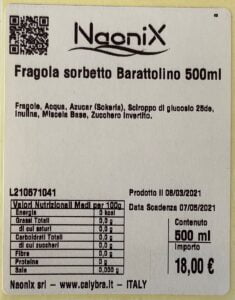 NaoniX
Fragola sorbetto Barattolino 500ml
Fragole, Acqua, Azucar (Sokeria), Sciroppo di glucosio 28de,
Inulina, Miscela Base, Zucchero Invertito.
L210671041
Prodotto il 08/03/2021
Valori Nutrizionali Medi per 100g
Data Scadenza 07/05/2021
Energia 0 kcal
Grassi Totali 0,0 g
di cui saturi 0,0 g
Carboidrati Totali 0,0 g
di cui zuccheri 0,0 g
Fibre 0,0 g
Proteine 0 g
Sale 0,000 g
Contenuto
500 ml
Importo
18,00 €
Naonix srl - www.calybra.it - ITALY